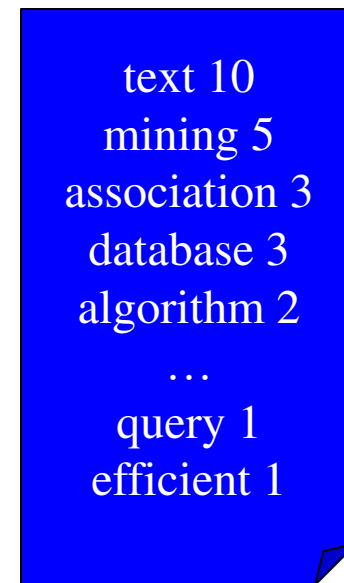 text 10
mining 5
association 3
database 3
algorithm 2
…
query 1
efficient 1